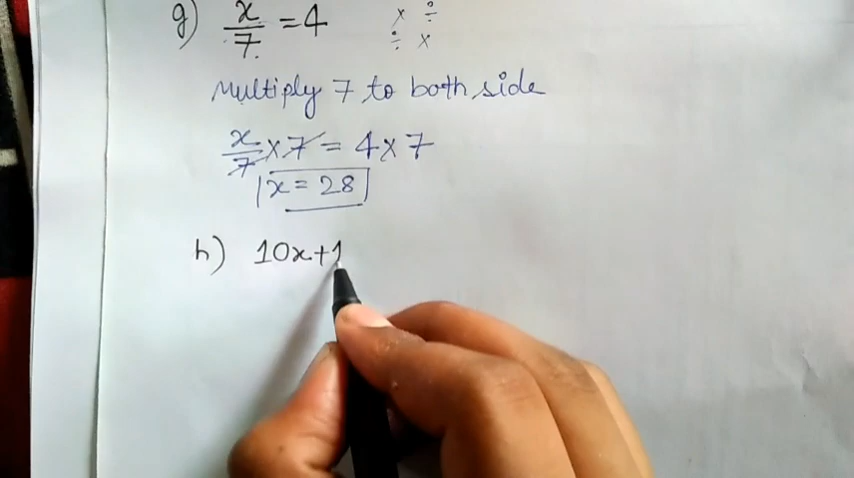 g) x/7 = 4 × ÷
÷ ×
Multiply 7 to both side
x/7 × 7 = 4 × 7
x = 28
h) 10x+1